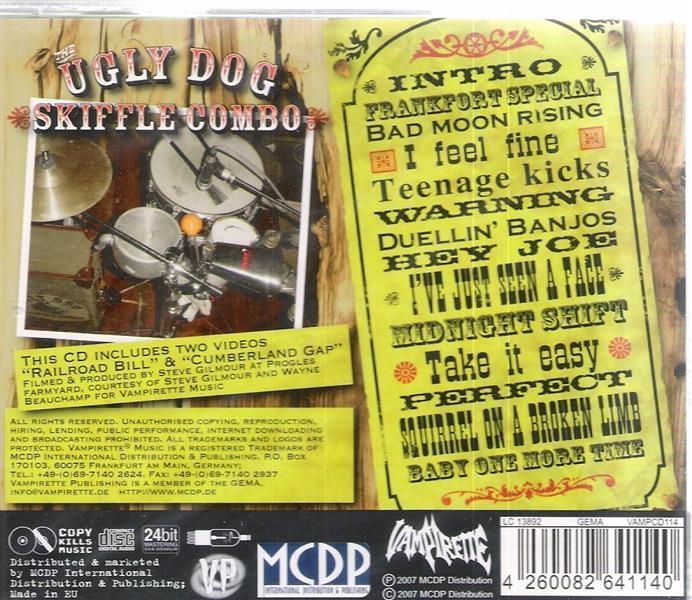 THE
UGLY DOG
SKIFFLE COMBO
INTRO
FRANKFORT SPECIAL
BAD MOON RISING
I feel fine
Teenage kicks
WARNING
DUELLIN' BANJOS
HEY JOE
I'VE JUST SEEN A FACE
MIDNIGHT SHIFT
Take it easy
PERFECT
SQUIRREL ON A BROKEN LIMB
BABY ONE MORE TIME
THIS CD INCLUDES TWO VIDEOS
"RAILROAD BILL" & "CUMBERLAND GAP"
FILMED & PRODUCED BY STEVE GILMOUR AT PROGLES
FARMYARD, COURTESY OF STEVE GILMOUR AND WAYNE
BEAUCHAMP FOR VAMPIRETTE MUSIC
ALL RIGHTS RESERVED. UNAUTHORISED COPYING, REPRODUCTION,
HIRING, LENDING, PUBLIC PERFORMANCE, INTERNET DOWNLOADING
AND BROADCASTING PROHIBITED. ALL TRADEMARKS AND LOGOS ARE
PROTECTED. VAMPIRETTE® MUSIC IS A REGISTERED TRADEMARK OF
MCDP INTERNATIONAL DISTRIBUTION & PUBLISHING. P.O. BOX
170103, 60075 FRANKFURT AM MAIN, GERMANY;
TEL.: +49-(0)69-7140 2624. FAX: +49-(0)69-7140 2937
VAMPIRETTE PUBLISHING IS A MEMBER OF THE GEMA.
INFO@VAMPIRETTE.DE HTTP://WWW.MCDP.DE
COPY
KILLS
MUSIC
COMPACT
disc
DIGITAL AUDIO
24bit
MASTERING
Distributed & marketed
by MCDP International
Distribution & Publishing;
Made in EU
VP
MCDP
INTERNATIONAL DISTRIBUTION & PUBLISHING
VAMPIRETTE
Ⓟ 2007 MCDP Distribution
© 2007 MCDP Distribution
LC 13892 GEMA VAMPCD114
4 260082 641140